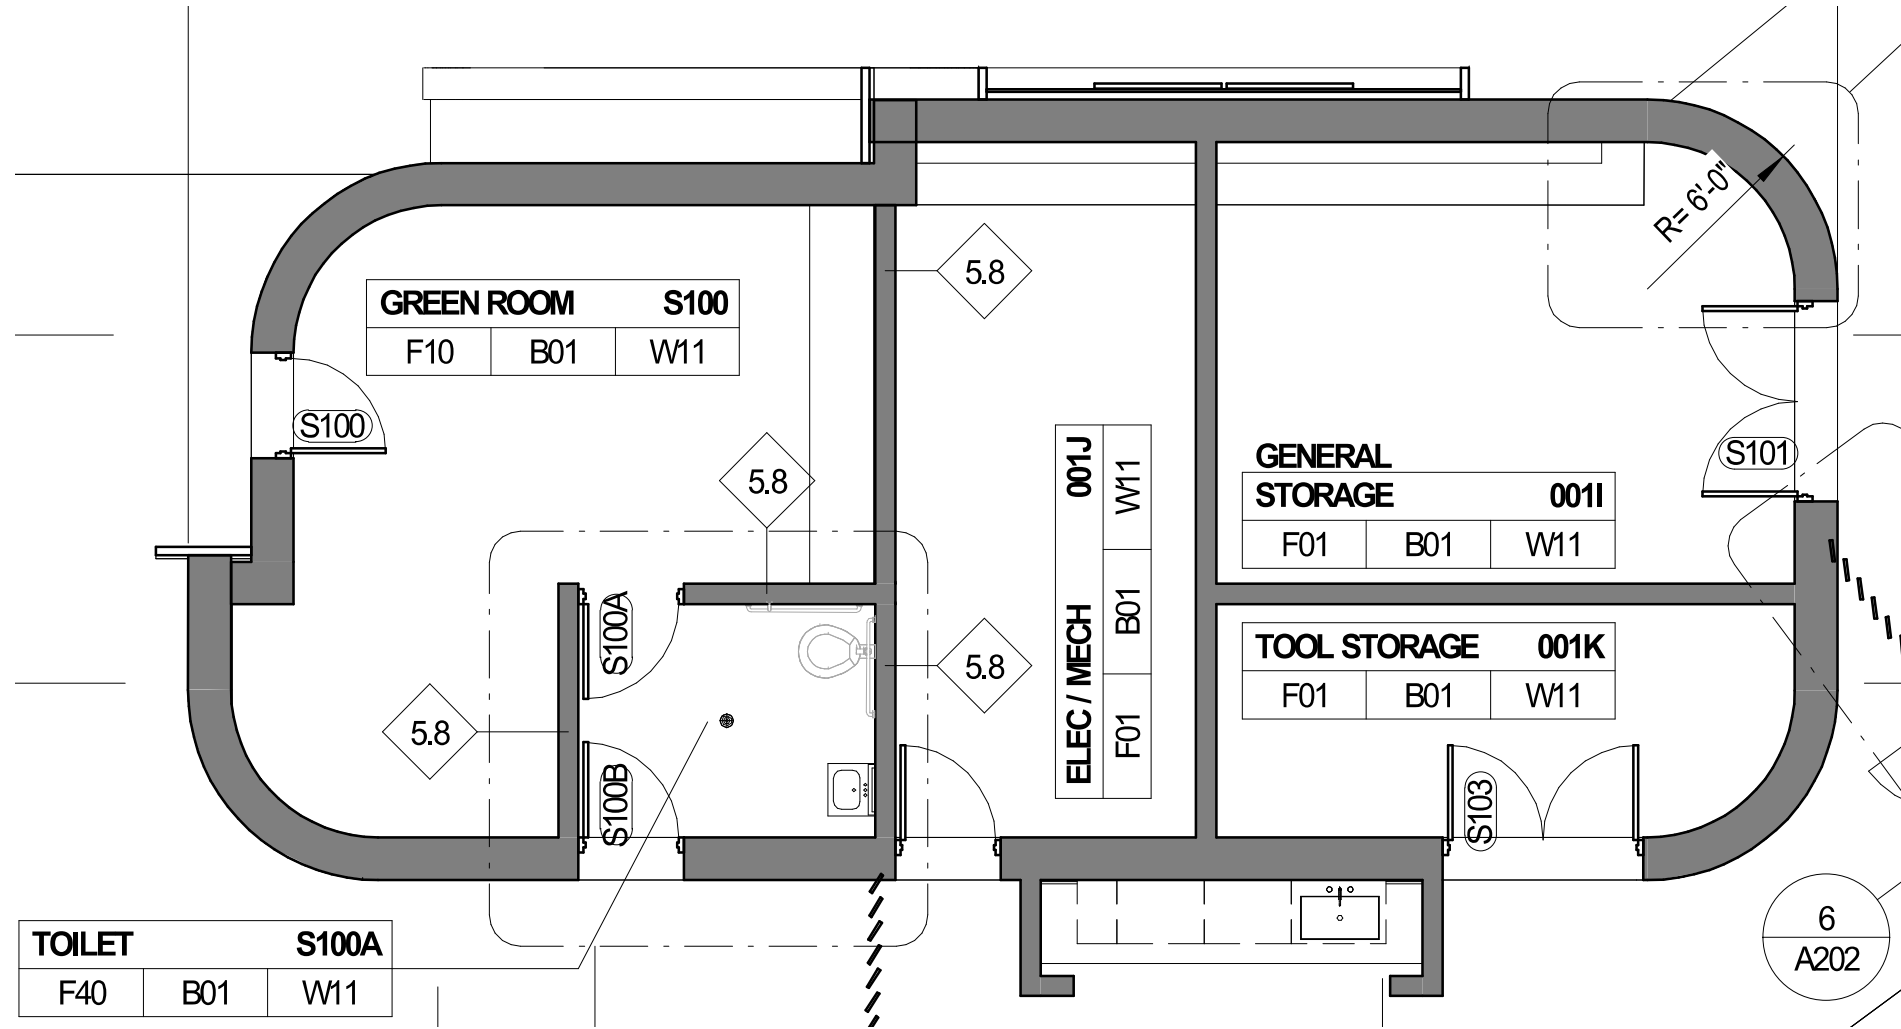 R= 6'-0"
5.8
GREEN ROOM S100
F10 B01 W11
S100
GENERAL
STORAGE 001I
F01 B01 W11
S101
5.8
ELEC / MECH 001J
F01 B01 W11
S100A
5.8
TOOL STORAGE 001K
F01 B01 W11
5.8
S100B
S103
TOILET S100A
F40 B01 W11
6
A202